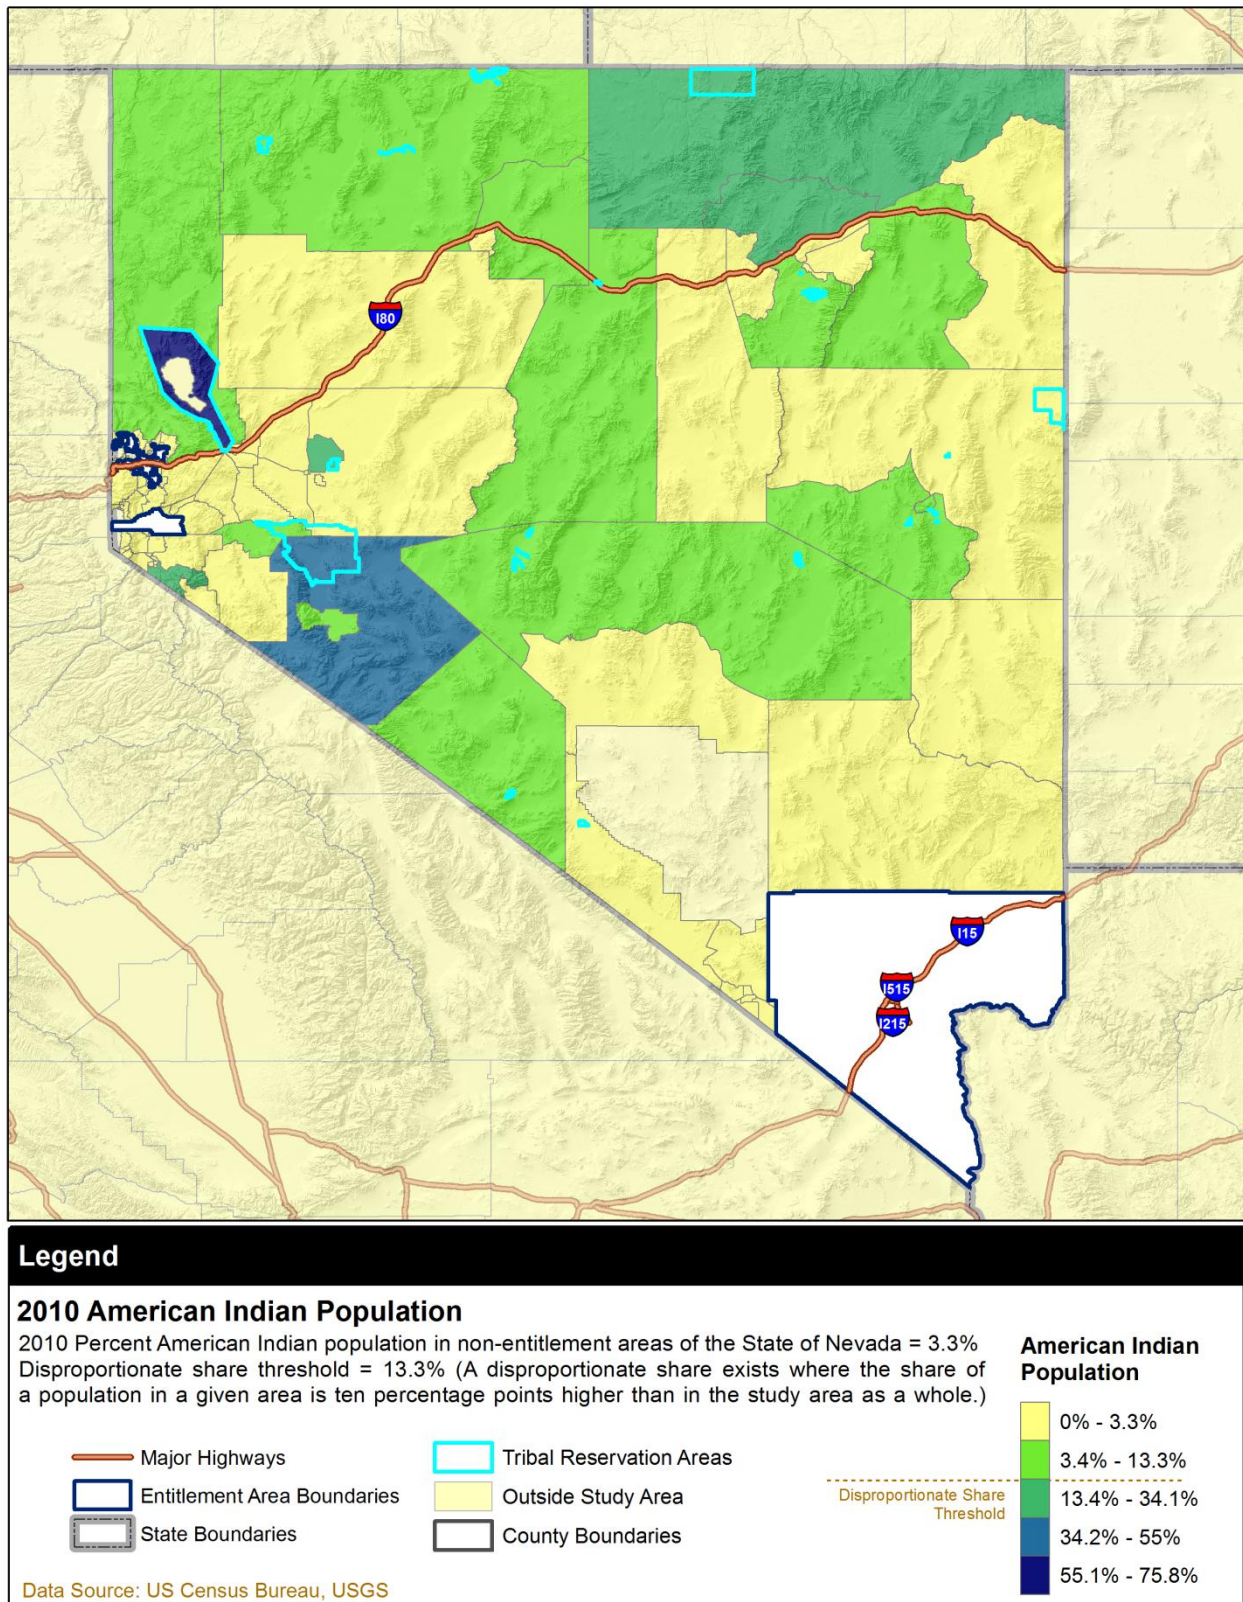 I80
I15
I515
I215
Legend
2010 American Indian Population
2010 Percent American Indian population in non-entitlement areas of the State of Nevada = 3.3%
Disproportionate share threshold = 13.3% (A disproportionate share exists where the share of
a population in a given area is ten percentage points higher than in the study area as a whole.)
Major Highways
Entitlement Area Boundaries
State Boundaries
Tribal Reservation Areas
Outside Study Area
County Boundaries
American Indian
Population
0% - 3.3%
3.4% - 13.3%
Disproportionate Share
Threshold
13.4% - 34.1%
34.2% - 55%
55.1% - 75.8%
Data Source: US Census Bureau, USGS